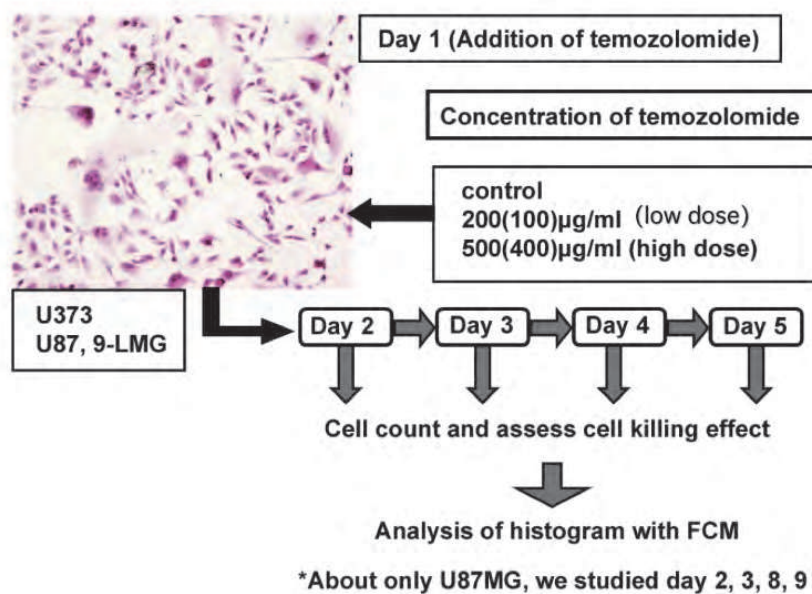 Day 1 (Addition of temozolomide)
Concentration of temozolomide
control
200(100)μg/ml (low dose)
500(400)μg/ml (high dose)
U373
U87, 9-LMG
Day 2
Day 3
Day 4
Day 5
Cell count and assess cell killing effect
Analysis of histogram with FCM
*About only U87MG, we studied day 2, 3, 8, 9